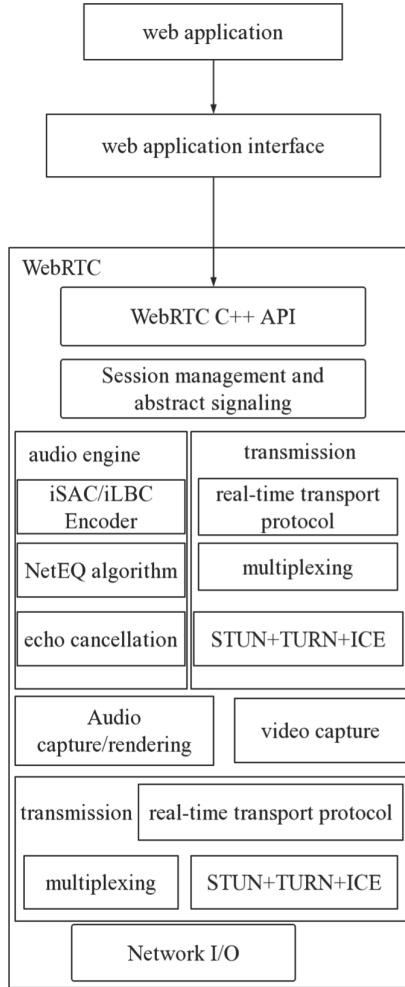 web application
web application interface
WebRTC
WebRTC C++ API
Session management and
abstract signaling
audio engine
iSAC/iLBC
Encoder
NetEQ algorithm
echo cancellation
transmission
real-time transport
protocol
multiplexing
STUN+TURN+ICE
Audio
capture/rendering
video capture
transmission
real-time transport protocol
multiplexing
STUN+TURN+ICE
Network I/O